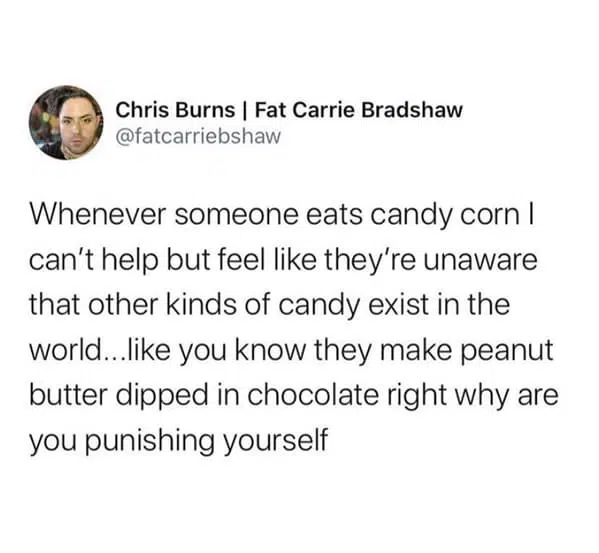 Chris Burns | Fat Carrie Bradshaw
@fatcarriebshaw
Whenever someone eats candy corn I
can’t help but feel like they’re unaware
that other kinds of candy exist in the
world...like you know they make peanut
butter dipped in chocolate right why are
you punishing yourself